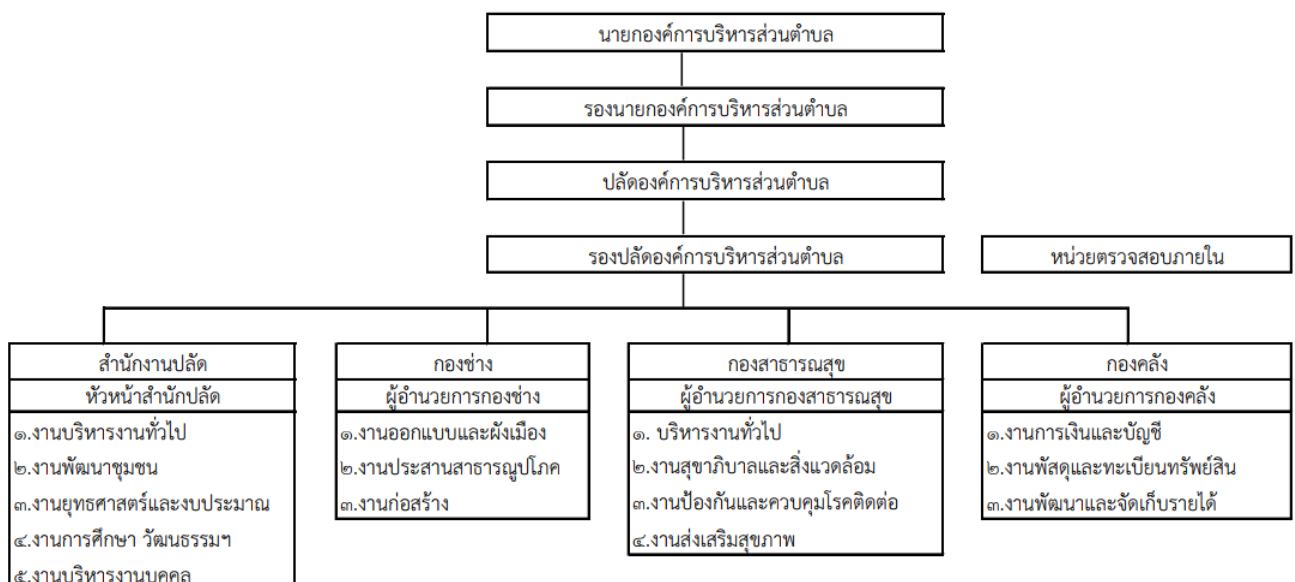 นายกองค์การบริหารส่วนตำบล
รองนายกองค์การบริหารส่วนตำบล
ปลัดองค์การบริหารส่วนตำบล
รองปลัดองค์การบริหารส่วนตำบล
หน่วยตรวจสอบภายใน
สำนักงานปลัด
หัวหน้าสำนักปลัด
๑.งานบริหารงานทั่วไป
๒.งานพัฒนาชุมชน
๓.งานยุทธศาสตร์และงบประมาณ
๔.งานการศึกษา วัฒนธรรมฯ
๕.งานบริหารงานบุคคล
กองช่าง
ผู้อำนวยการกองช่าง
๑.งานออกแบบและผังเมือง
๒.งานประสานสาธารณูปโภค
๓.งานก่อสร้าง
กองสาธารณสุข
ผู้อำนวยการกองสาธารณสุข
๑. บริหารงานทั่วไป
๒.งานสุขาภิบาลและสิ่งแวดล้อม
๓.งานป้องกันและควบคุมโรคติดต่อ
๔.งานส่งเสริมสุขภาพ
กองคลัง
ผู้อำนวยการกองคลัง
๑.งานการเงินและบัญชี
๒.งานพัสดุและทะเบียนทรัพย์สิน
๓.งานพัฒนาและจัดเก็บรายได้